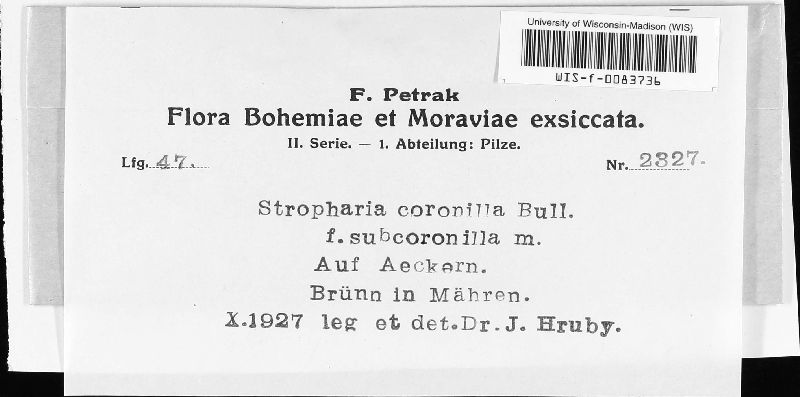 University of Wisconsin-Madison (WIS)
WIS-f-0083736
F. Petrak
Flora Bohemiae et Moraviae exsiccata.
II. Serie. — 1. Abteilung: Pilze.
Lfg. 47.
Nr. 2327.
Stropharia coronilla Bull.
f. subcoronilla m.
Auf Aeckern.
Brünn in Mähren.
X.1927 leg et det. Dr. J. Hruby.